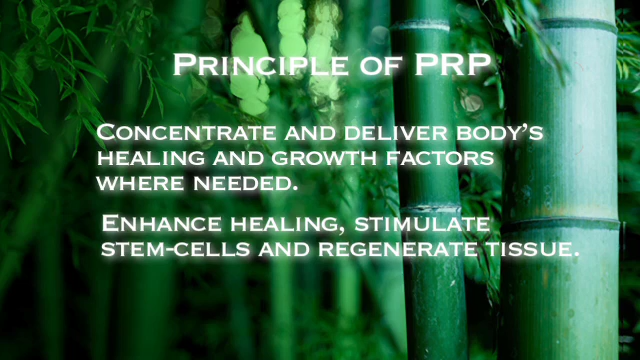 Principle of PRP
Concentrate and deliver body’s
healing and growth factors
where needed.
Enhance healing, stimulate
stem-cells and regenerate tissue.